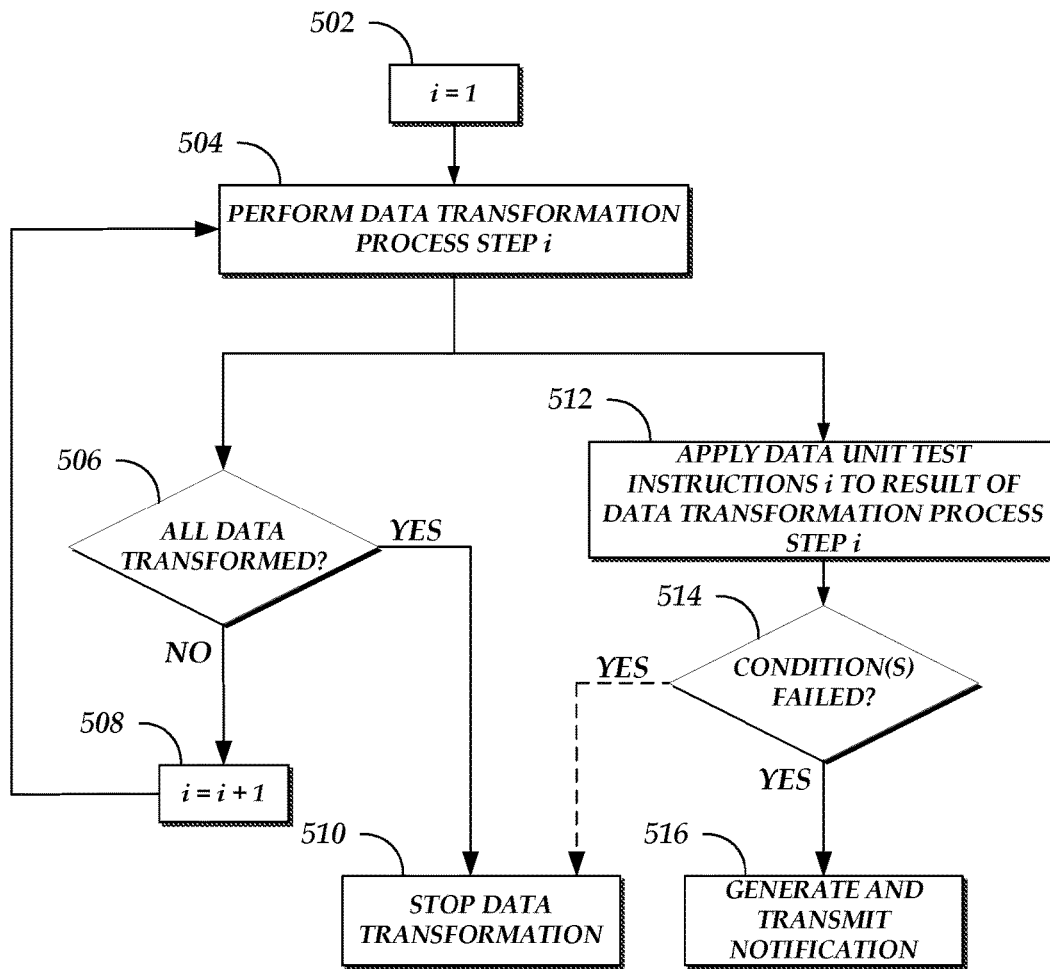 502
i = 1
504
PERFORM DATA TRANSFORMATION
PROCESS STEP i
512
APPLY DATA UNIT TEST
INSTRUCTIONS i TO RESULT OF
DATA TRANSFORMATION PROCESS
STEP i
506
ALL DATA
TRANSFORMED?
YES
NO
514
CONDITION(S)
FAILED?
YES
YES
508
i = i + 1
510
STOP DATA
TRANSFORMATION
516
GENERATE AND
TRANSMIT
NOTIFICATION